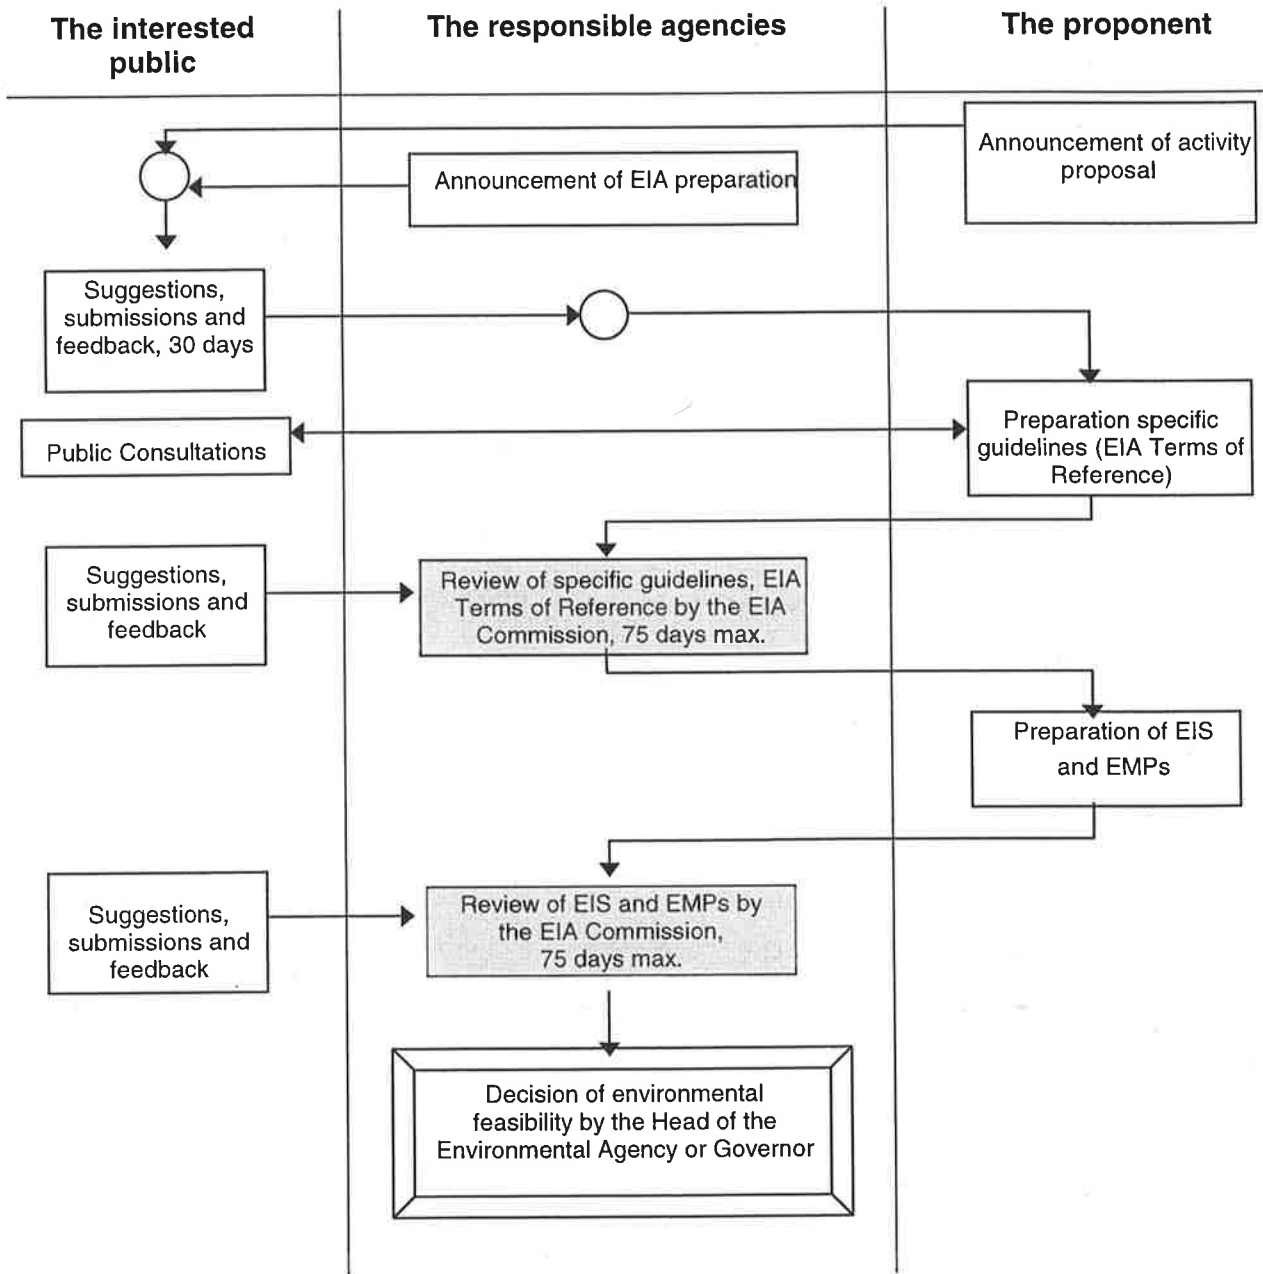 The interested
public
The responsible agencies
The proponent
Announcement of activity
proposal
Announcement of EIA preparation
Suggestions,
submissions and
feedback, 30 days
Public Consultations
Preparation specific
guidelines (EIA Terms of
Reference)
Suggestions,
submissions and
feedback
Review of specific guidelines, EIA
Terms of Reference by the EIA
Commission, 75 days max.
Preparation of EIS
and EMPs
Suggestions,
submissions and
feedback
Review of EIS and EMPs by
the EIA Commission,
75 days max.
Decision of environmental
feasibility by the Head of the
Environmental Agency or Governor